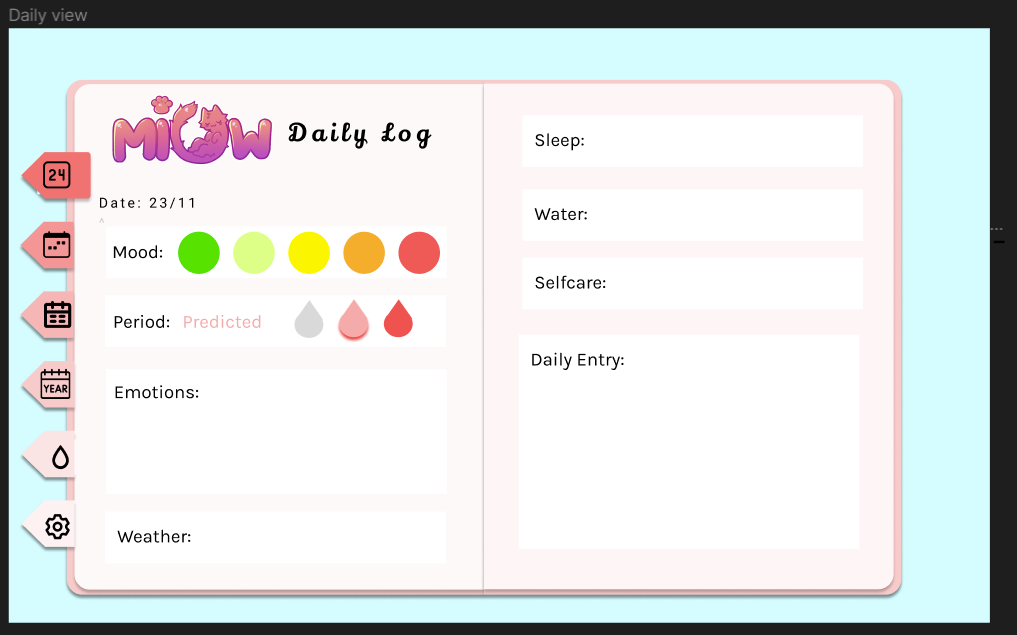 Daily view
MIOW
Daily Log
24
Date: 23/11
^
Mood:
Period: Predicted
YEAR
Emotions:
Weather:
Sleep:
Water:
Selfcare:
Daily Entry: